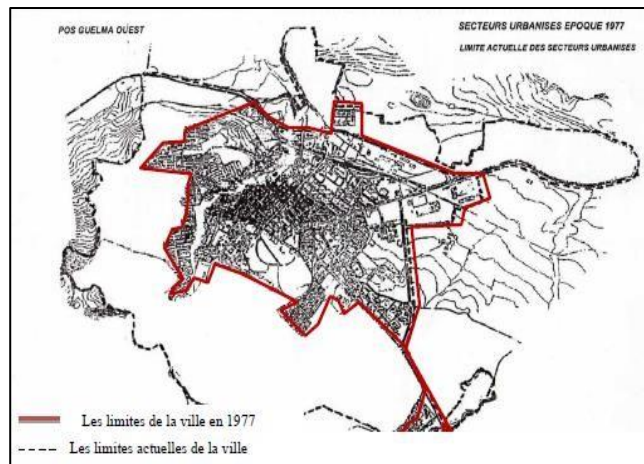 POS GUELMA OUEST
SECTEURS URBANISES EPOQUE 1977
LIMITE ACTUELLE DES SECTEURS URBANISES
Les limites de la ville en 1977
Les limites actuelles de la ville